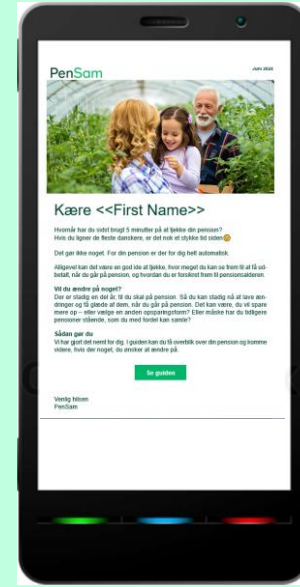 PenSam
Juni 2020
Kære <<First Name>>
Hvornår har du sidst brugt 5 minutter på at tjekke din pension?
Hvis du ligner de fleste danskere, er det nok et stykke tid siden
Det gør ikke noget. For din pension er der for dig helt automatisk.
Alligevel kan det være en god ide at tjekke, hvor meget du kan se frem til at få ud-
betalt, når du går på pension, og hvordan du er forsikret frem til pensionsalderen.
Vil du ændre på noget?
Der er stadig en del år, til du skal på pension. Så du kan stadig nå at lave æn-
dringer og få glæde af dem, når du går på pension. Det kan være, du vil spare
mere op – eller vælge en anden opsparingsform? Eller måske har du tidligere
pensioner stående, som du med fordel kan samle?
Sådan gør du
Vi har gjort det nemt for dig. I guiden kan du få overblik over din pension og komme
videre, hvis der noget, du ønsker at ændre på.
Se guiden
Venlig hilsen
PenSam